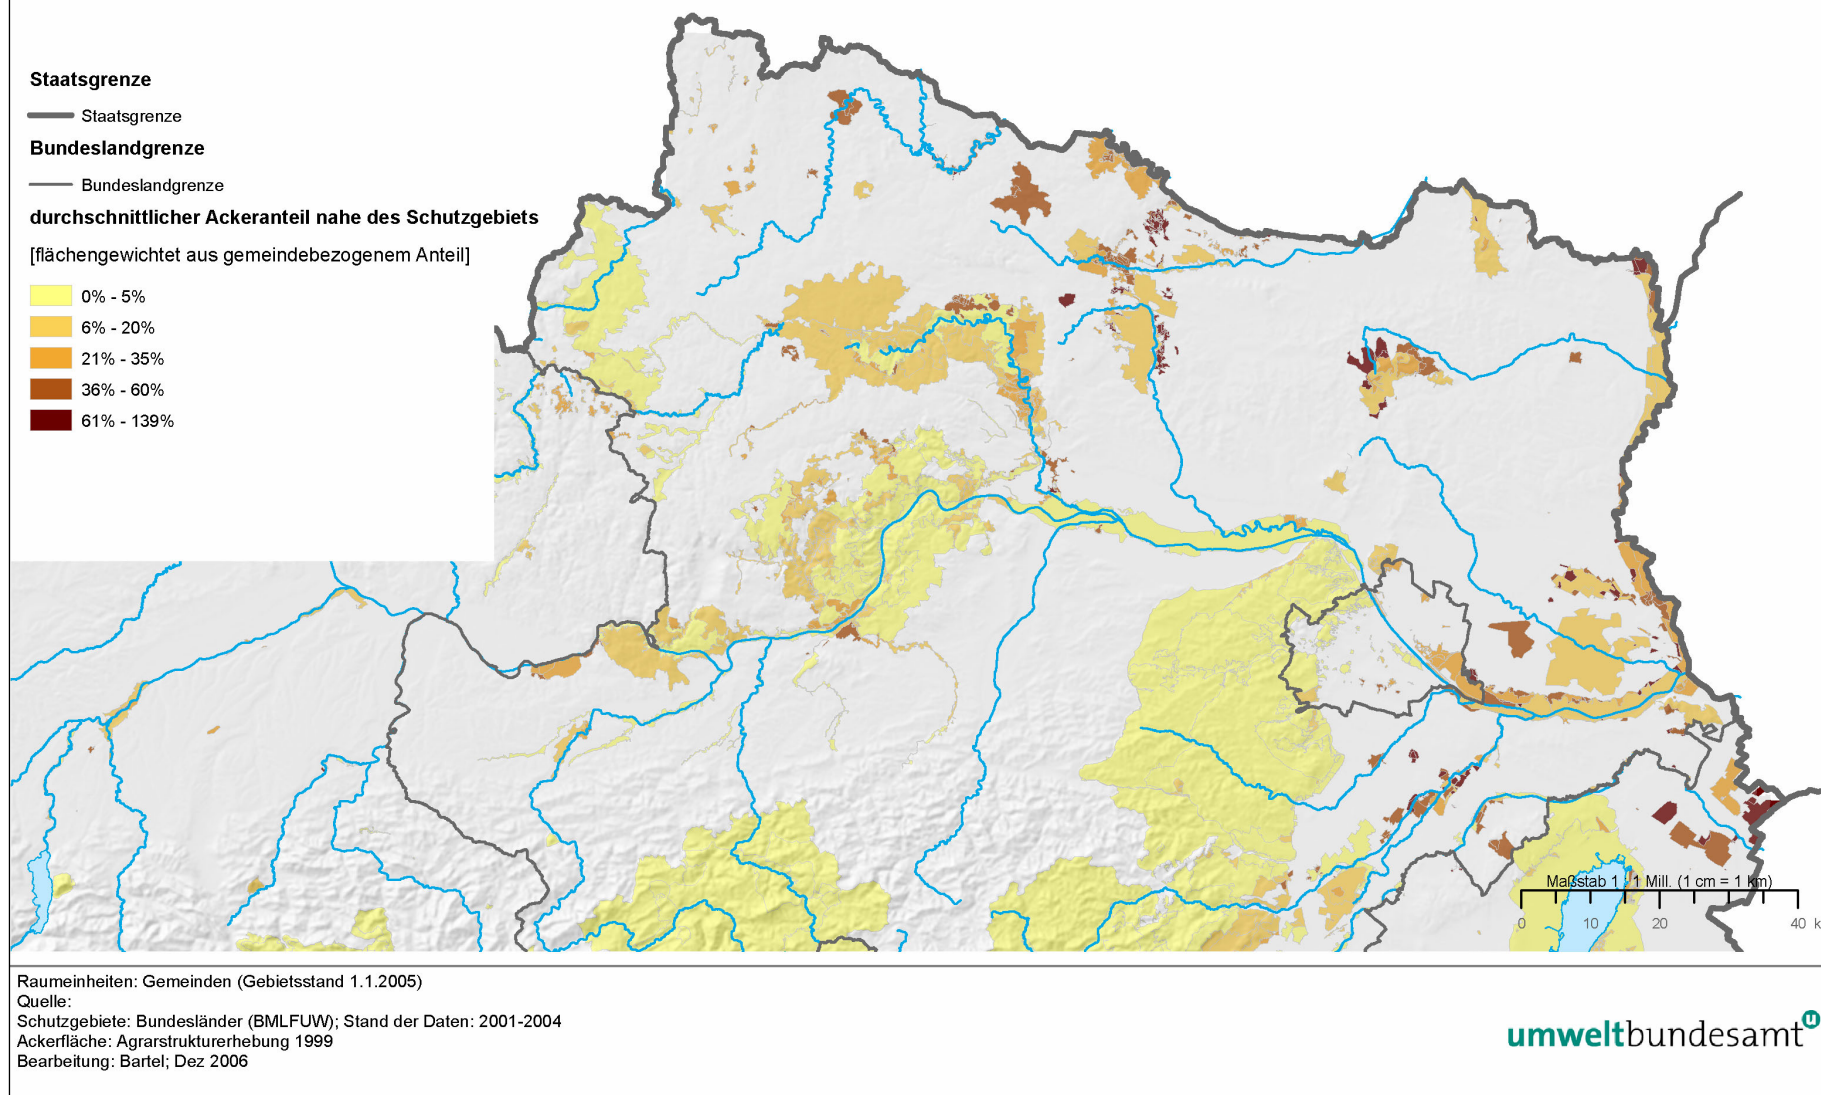 Staatsgrenze
Staatsgrenze
Bundeslandgrenze
Bundeslandgrenze
durchschnittlicher Ackeranteil nahe des Schutzgebiets
[flächengewichtet aus gemeindebezogenem Anteil]
0% - 5%
6% - 20%
21% - 35%
36% - 60%
61% - 139%
Maßstab 1 : 1 Mill. (1 cm = 1 km)
0 10 20 40 k
Raumeinheiten: Gemeinden (Gebietsstand 1.1.2005)
Quelle:
Schutzgebiete: Bundesländer (BMLFUW); Stand der Daten: 2001-2004
Ackerfläche: Agrarstrukturerhebung 1999
Bearbeitung: Bartel; Dez 2006
umweltbundesamt u